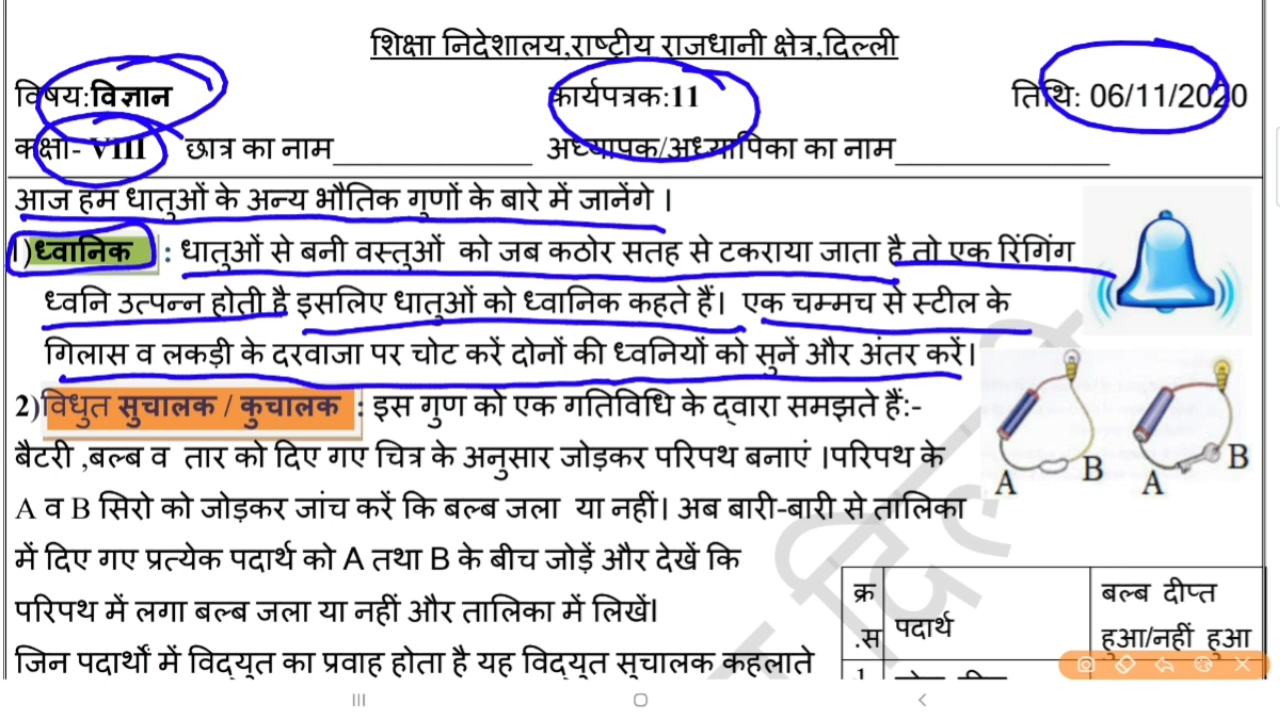 शिक्षा निदेशालय,राष्ट्रीय राजधानी क्षेत्र,दिल्ली
विषय:विज्ञान कार्यपत्रक:11 तिथि: 06/11/2020
कक्षा- VIII छात्र का नाम______________ अध्यापक/अध्यापिका का नाम______________
आज हम धातुओं के अन्य भौतिक गुणों के बारे में जानेंगे ।
1)ध्वानिक : धातुओं से बनी वस्तुओं को जब कठोर सतह से टकराया जाता है तो एक रिंगिंग
ध्वनि उत्पन्न होती है इसलिए धातुओं को ध्वानिक कहते हैं। एक चम्मच से स्टील के
गिलास व लकड़ी के दरवाजा पर चोट करें दोनों की ध्वनियों को सुनें और अंतर करें।
2)विधुत सुचालक / कुचालक : इस गुण को एक गतिविधि के द्वारा समझते हैं:-
बैटरी ,बल्ब व तार को दिए गए चित्र के अनुसार जोड़कर परिपथ बनाएं ।परिपथ के
A व B सिरो को जोड़कर जांच करें कि बल्ब जला या नहीं। अब बारी-बारी से तालिका
में दिए गए प्रत्येक पदार्थ को A तथा B के बीच जोड़ें और देखें कि
परिपथ में लगा बल्ब जला या नहीं और तालिका में लिखें।
जिन पदार्थों में विद्युत का प्रवाह होता है यह विद्युत सुचालक कहलाते
A B A B
क्र .स पदार्थ बल्ब दीप्त हुआ/नहीं हुआ
1